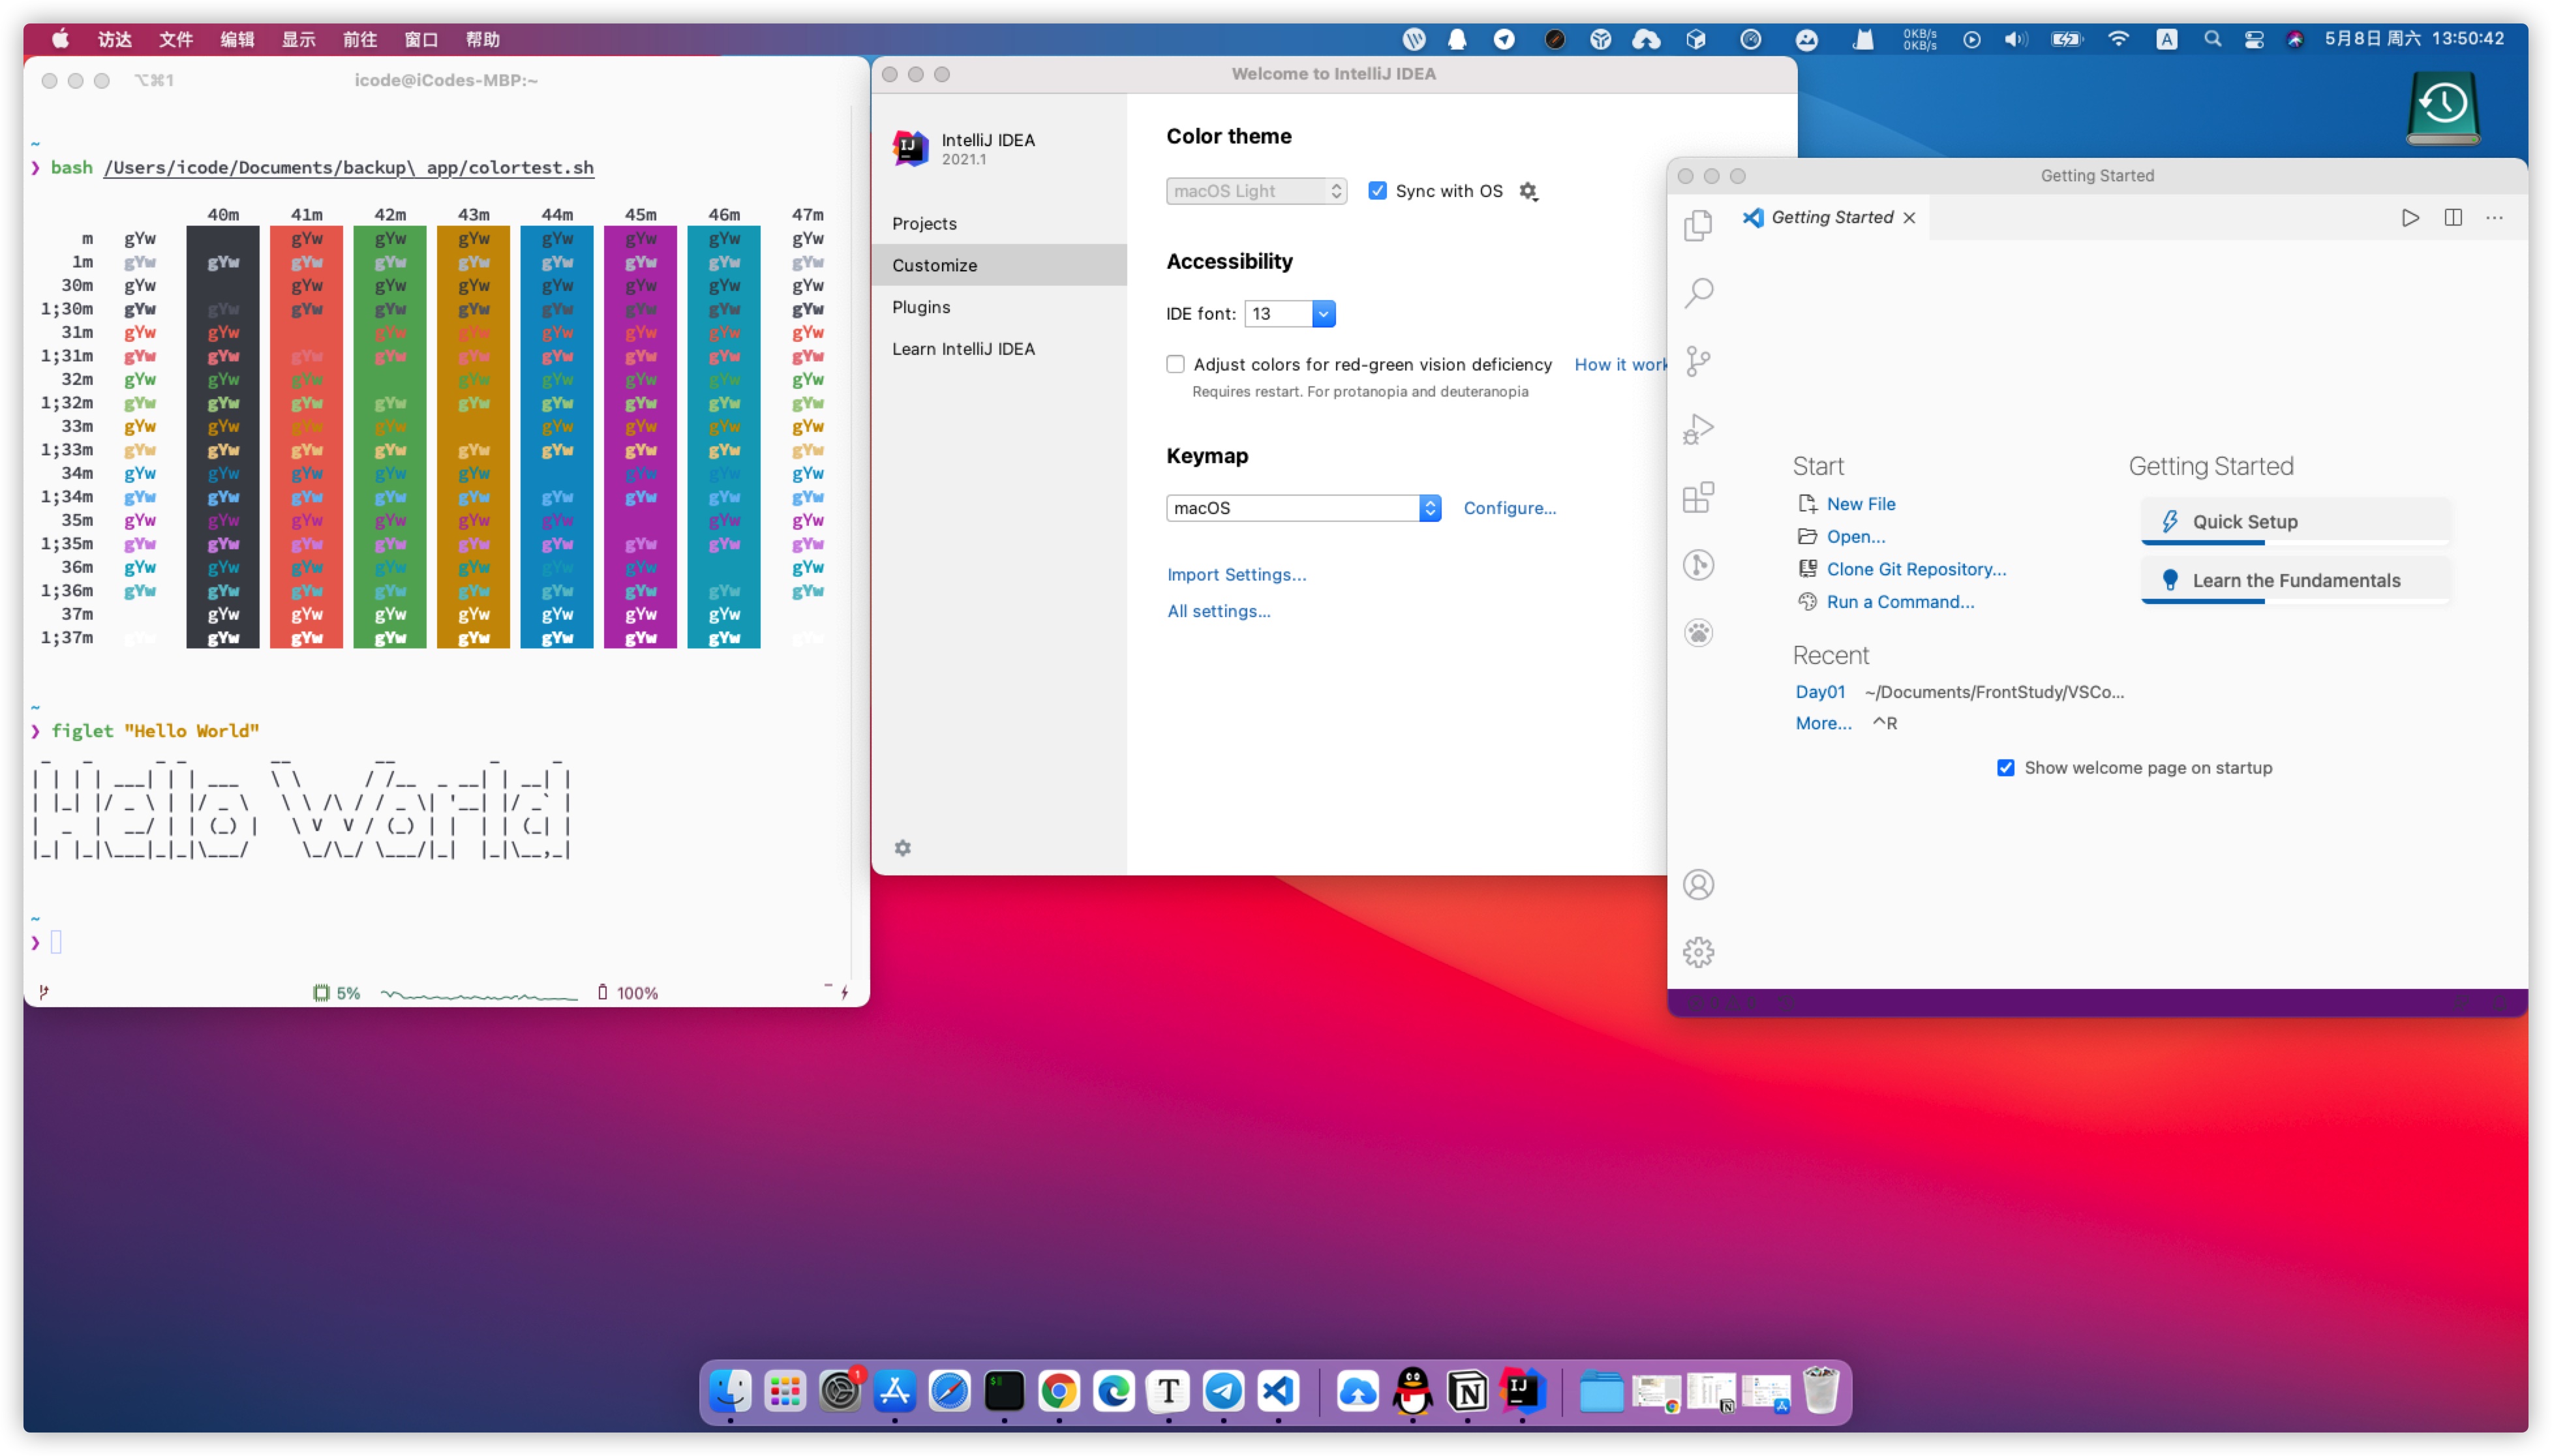 访达 文件 编辑 显示 前往 窗口 帮助
0KB/s
0KB/s
A
5月8日 周六 13:50:42
⌥⌘1
icode@iCodes-MBP:~
~
❯ bash /Users/icode/Documents/backup\ app/colortest.sh
40m 41m 42m 43m 44m 45m 46m 47m
m gYw gYw gYw gYw gYw gYw gYw gYw
1m gYw gYw gYw gYw gYw gYw gYw gYw gYw
30m gYw gYw gYw gYw gYw gYw gYw gYw
1;30m gYw gYw gYw gYw gYw gYw gYw gYw gYw
31m gYw gYw gYw gYw gYw gYw gYw gYw
1;31m gYw gYw gYw gYw gYw gYw gYw gYw gYw
32m gYw gYw gYw gYw gYw gYw gYw gYw
1;32m gYw gYw gYw gYw gYw gYw gYw gYw gYw
33m gYw gYw gYw gYw gYw gYw gYw gYw
1;33m gYw gYw gYw gYw gYw gYw gYw gYw gYw
34m gYw gYw gYw gYw gYw gYw gYw gYw
1;34m gYw gYw gYw gYw gYw gYw gYw gYw gYw
35m gYw gYw gYw gYw gYw gYw gYw gYw
1;35m gYw gYw gYw gYw gYw gYw gYw gYw gYw
36m gYw gYw gYw gYw gYw gYw gYw gYw
1;36m gYw gYw gYw gYw gYw gYw gYw gYw gYw
37m gYw gYw gYw gYw gYw gYw gYw
1;37m gYw gYw gYw gYw gYw gYw gYw gYw gYw
~
❯ figlet "Hello World"
Hello World
~
❯
5%
100%
Welcome to IntelliJ IDEA
IJ
IntelliJ IDEA
2021.1
Projects
Customize
Plugins
Learn IntelliJ IDEA
Color theme
macOS Light
Sync with OS
Accessibility
IDE font: 13
Adjust colors for red-green vision deficiency How it work
Requires restart. For protanopia and deuteranopia
Keymap
macOS
Configure...
Import Settings...
All settings...
Getting Started
Getting Started
Start
New File
Open...
Clone Git Repository...
Run a Command...
Recent
Day01 ~/Documents/FrontStudy/VSCo...
More... ^R
Getting Started
Quick Setup
Learn the Fundamentals
Show welcome page on startup
1
T
N
IJ